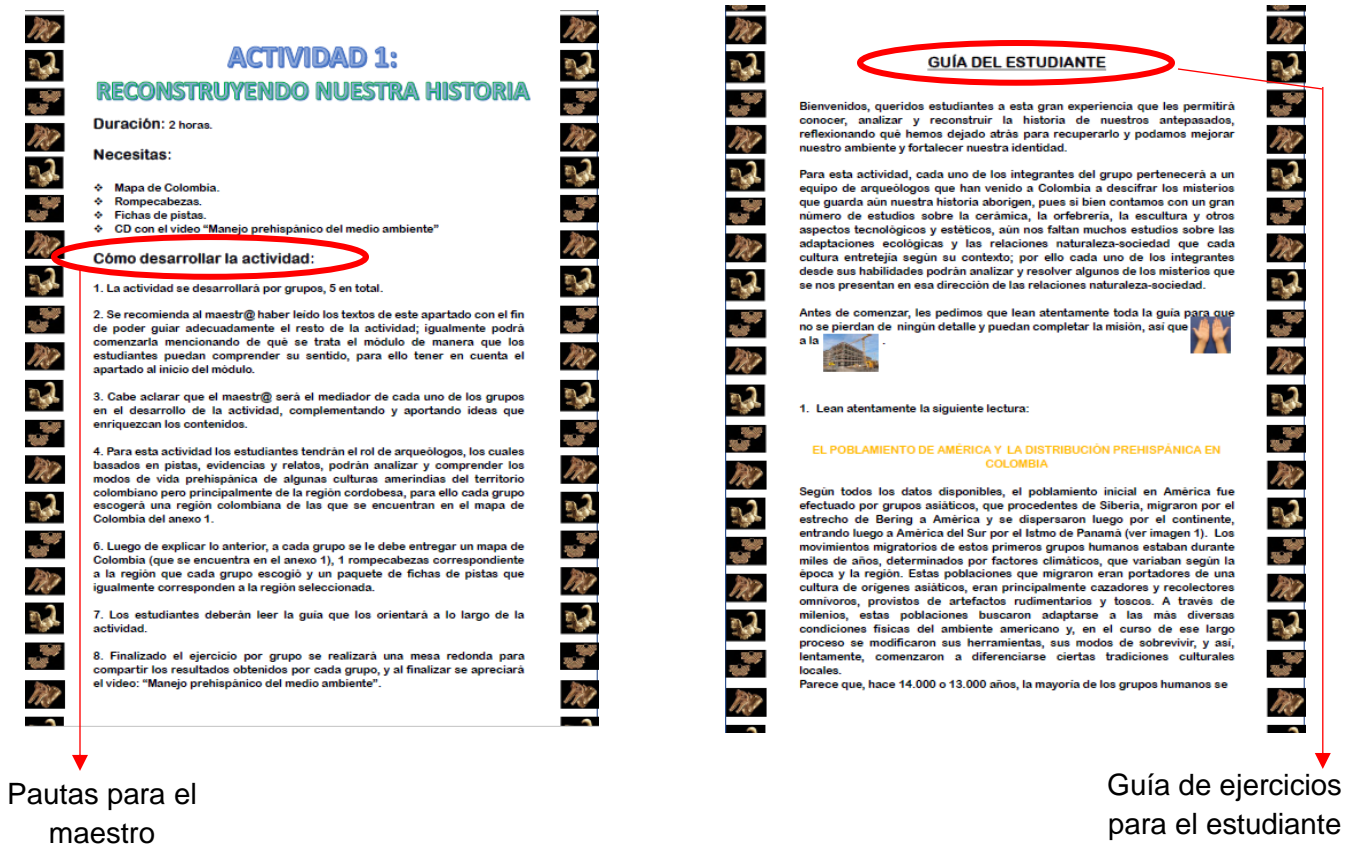 ACTIVIDAD 1:
RECONSTRUYENDO NUESTRA HISTORIA
Duración: 2 horas.
Necesitas:
❖ Mapa de Colombia.
❖ Rompecabezas.
❖ Fichas de pistas.
❖ CD con el video “Manejo prehispánico del medio ambiente”
Cómo desarrollar la actividad:
1. La actividad se desarrollará por grupos, 5 en total.
2. Se recomienda al maestr@ haber leído los textos de este apartado con el fin
de poder guiar adecuadamente el resto de la actividad; igualmente podrá
comenzarla mencionando de qué se trata el módulo de manera que los
estudiantes puedan comprender su sentido, para ello tener en cuenta el
apartado al inicio del módulo.
3. Cabe aclarar que el maestr@ será el mediador de cada uno de los grupos
en el desarrollo de la actividad, complementando y aportando ideas que
enriquezcan los contenidos.
4. Para esta actividad los estudiantes tendrán el rol de arqueólogos, los cuales
basados en pistas, evidencias y relatos, podrán analizar y comprender los
modos de vida prehispánica de algunas culturas amerindias del territorio
colombiano pero principalmente de la región cordobesa, para ello cada grupo
escogerá una región colombiana de las que se encuentran en el mapa de
Colombia del anexo 1.
6. Luego de explicar lo anterior, a cada grupo se le debe entregar un mapa de
Colombia (que se encuentra en el anexo 1), 1 rompecabezas correspondiente
a la región que cada grupo escogió y un paquete de fichas de pistas que
igualmente corresponden a la región seleccionada.
7. Los estudiantes deberán leer la guía que los orientará a lo largo de la
actividad.
8. Finalizado el ejercicio por grupo se realizará una mesa redonda para
compartir los resultados obtenidos por cada grupo, y al finalizar se apreciará
el video: “Manejo prehispánico del medio ambiente”.
Pautas para el
maestro
GUÍA DEL ESTUDIANTE
Bienvenidos, queridos estudiantes a esta gran experiencia que les permitirá
conocer, analizar y reconstruir la historia de nuestros antepasados,
reflexionando qué hemos dejado atrás para recuperarlo y podamos mejorar
nuestro ambiente y fortalecer nuestra identidad.
Para esta actividad, cada uno de los integrantes del grupo pertenecerá a un
equipo de arqueólogos que han venido a Colombia a descifrar los misterios
que guarda aún nuestra historia aborigen, pues si bien contamos con un gran
número de estudios sobre la cerámica, la orfebrería, la escultura y otros
aspectos tecnológicos y estéticos, aún nos faltan muchos estudios sobre las
adaptaciones ecológicas y las relaciones naturaleza-sociedad que cada
cultura entretejía según su contexto; por ello cada uno de los integrantes
desde sus habilidades podrán analizar y resolver algunos de los misterios que
se nos presentan en esa dirección de las relaciones naturaleza-sociedad.
Antes de comenzar, les pedimos que lean atentamente toda la guía para que
no se pierdan de ningún detalle y puedan completar la misión, así que
a la .
1. Lean atentamente la siguiente lectura:
EL POBLAMIENTO DE AMÉRICA Y LA DISTRIBUCIÓN PREHISPÁNICA EN
COLOMBIA
Según todos los datos disponibles, el poblamiento inicial en América fue
efectuado por grupos asiáticos, que procedentes de Siberia, migraron por el
estrecho de Bering a América y se dispersaron luego por el continente,
entrando luego a América del Sur por el Istmo de Panamá (ver imagen 1). Los
movimientos migratorios de estos primeros grupos humanos estaban durante
miles de años, determinados por factores climáticos, que variaban según la
época y la región. Estas poblaciones que migraron eran portadores de una
cultura de orígenes asiáticos, eran principalmente cazadores y recolectores
omnívoros, provistos de artefactos rudimentarios y toscos. A través de
milenios, estas poblaciones buscaron adaptarse a las más diversas
condiciones físicas del ambiente americano y, en el curso de ese largo
proceso se modificaron sus herramientas, sus modos de sobrevivir, y así,
lentamente, comenzaron a diferenciarse ciertas tradiciones culturales
locales.
Parece que, hace 14.000 o 13.000 años, la mayoría de los grupos humanos se
Guía de ejercicios
para el estudiante